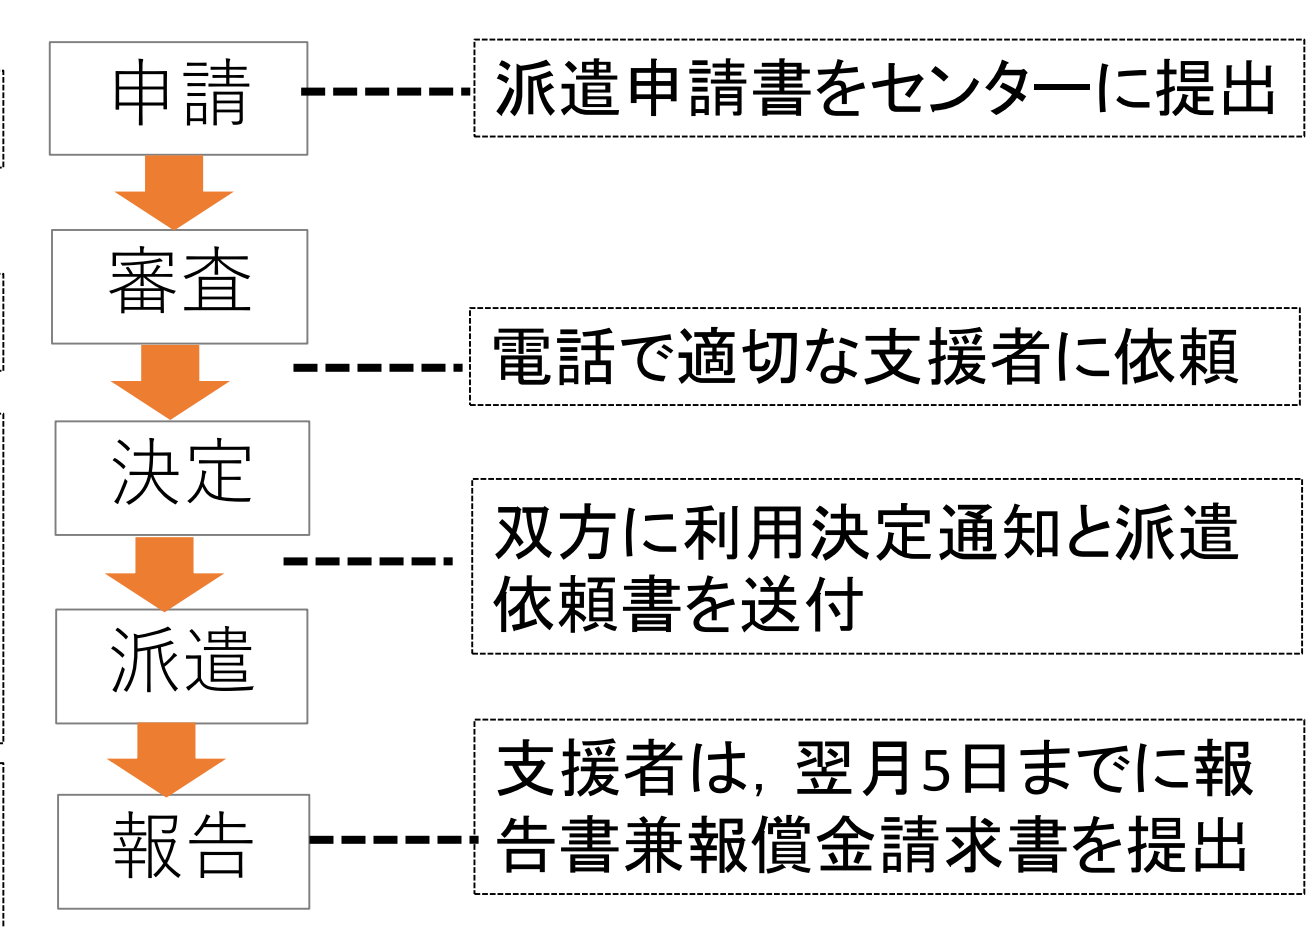 申請
派遣申請書をセンターに提出
審査
電話で適切な支援者に依頼
決定
双方に利用決定通知と派遣
依頼書を送付
派遣
支援者は，翌月5日までに報
告書兼報償金請求書を提出
報告